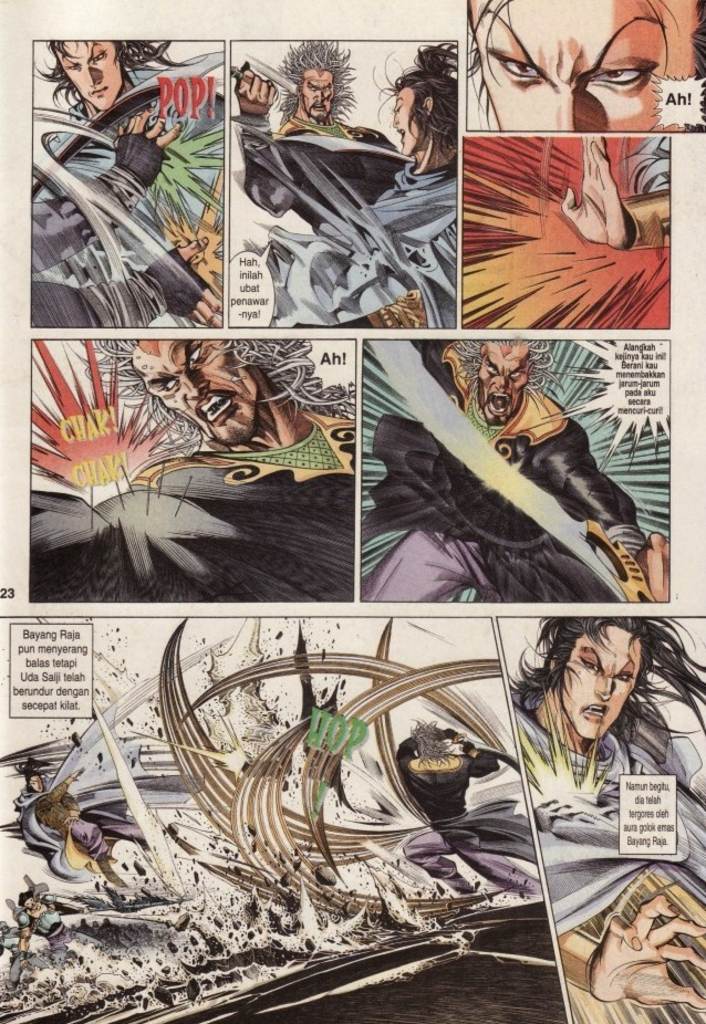 POP!
Hah,
inilah
ubat
penawar
-nya!
Ah!
CHAK!
CHAK!
Ah!
Alangkah
kejinya kau ini!
Berani kau
menembakkan
jarum-jarum
pada aku
secara
mencuri-curi!
23
Bayang Raja
pun menyerang
balas tetapi
Uda Salji telah
berundur dengan
secepat kilat.
HOP
!
Namun begitu,
dia telah
tergores oleh
aura golok emas
Bayang Raja.